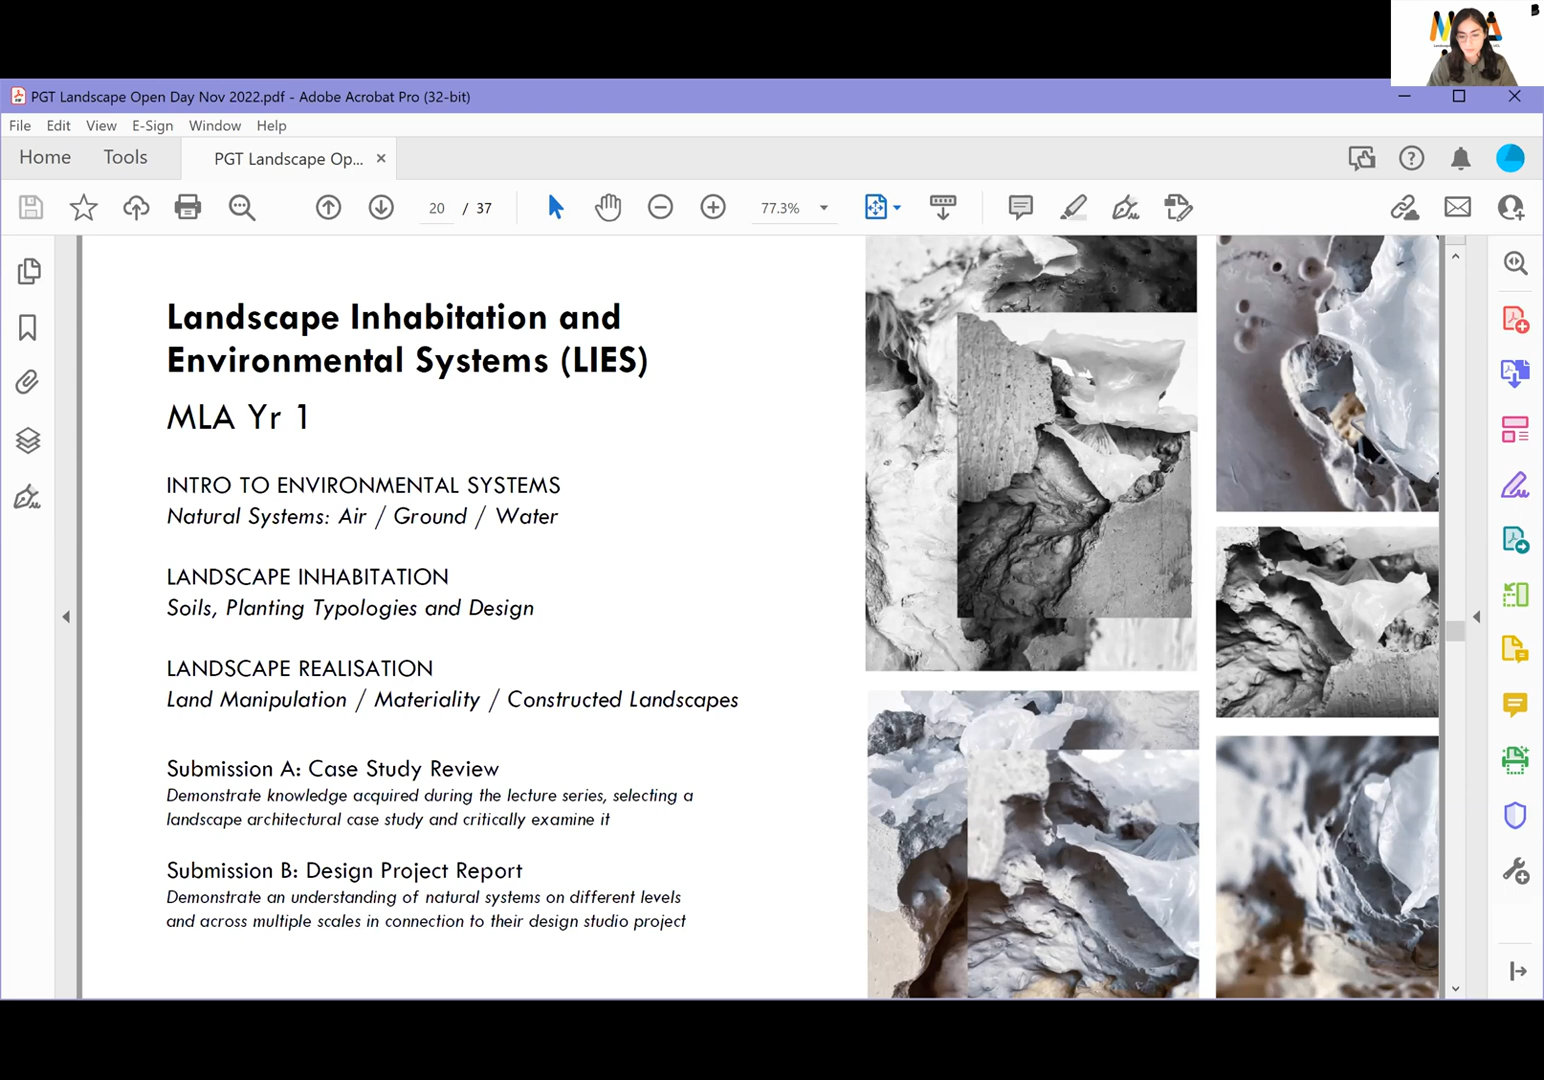 PGT Landscape Open Day Nov 2022.pdf - Adobe Acrobat Pro (32-bit)
File Edit View E-Sign Window Help
Home Tools PGT Landscape Op...
20 / 37 77.3%
Landscape Inhabitation and
Environmental Systems (LIES)
MLA Yr 1
INTRO TO ENVIRONMENTAL SYSTEMS
Natural Systems: Air / Ground / Water
LANDSCAPE INHABITATION
Soils, Planting Typologies and Design
LANDSCAPE REALISATION
Land Manipulation / Materiality / Constructed Landscapes
Submission A: Case Study Review
Demonstrate knowledge acquired during the lecture series, selecting a
landscape architectural case study and critically examine it
Submission B: Design Project Report
Demonstrate an understanding of natural systems on different levels
and across multiple scales in connection to their design studio project